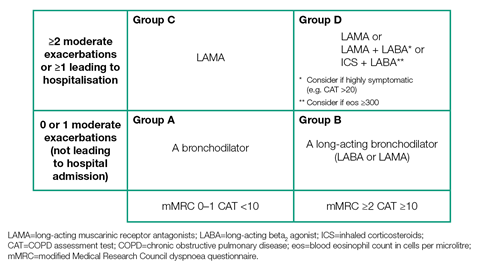 ≥2 moderate
exacerbations
or ≥1 leading to
hospitalisation
Group C
LAMA
Group D
LAMA or
LAMA + LABA* or
ICS + LABA**
* Consider if highly symptomatic
(e.g. CAT >20)
** Consider if eos ≥300
0 or 1 moderate
exacerbations
(not leading
to hospital
admission)
Group A
A bronchodilator
Group B
A long-acting bronchodilator
(LABA or LAMA)
mMRC 0–1 CAT <10
mMRC ≥2 CAT ≥10
LAMA=long-acting muscarinic receptor antagonists; LABA=long-acting beta₂ agonist; ICS=inhaled corticosteroids;
CAT=COPD assessment test; COPD=chronic obstructive pulmonary disease; eos=blood eosinophil count in cells per microlitre;
mMRC=modified Medical Research Council dyspnoea questionnaire.